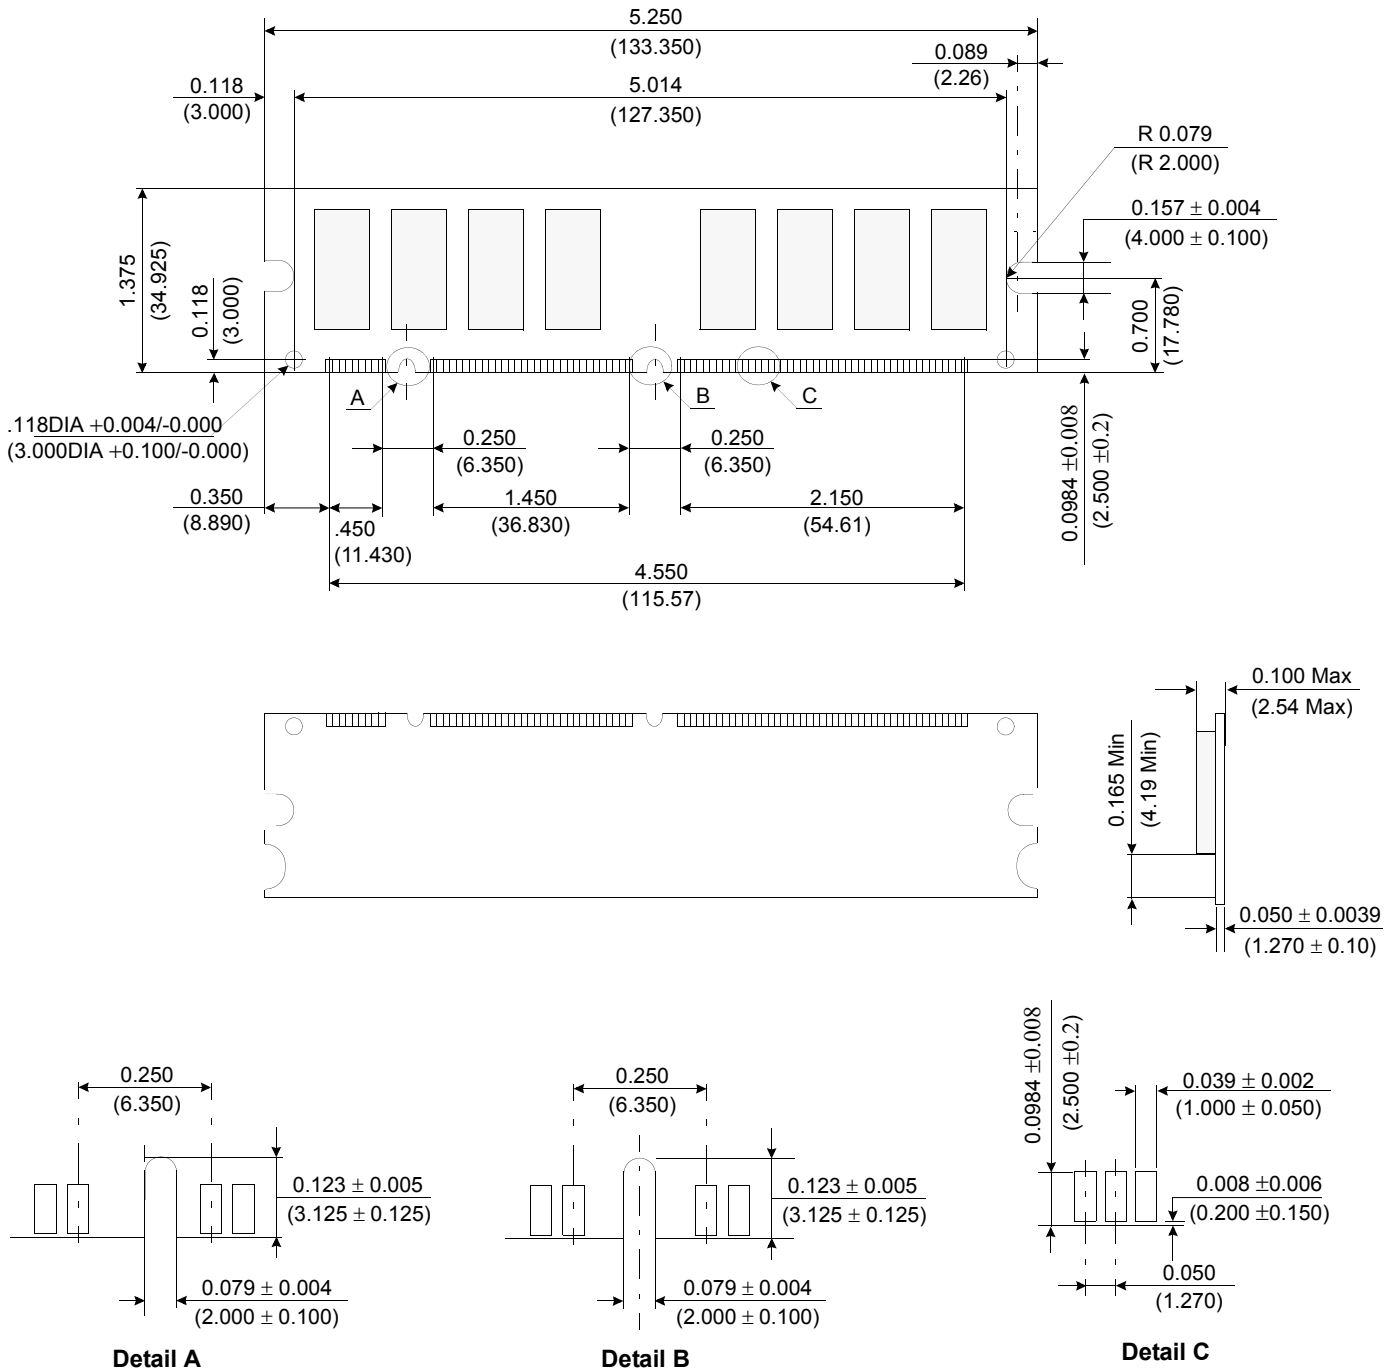 5.250
(133.350)
0.089
(2.26)
0.118
(3.000)
5.014
(127.350)
R 0.079
(R 2.000)
0.157 ± 0.004
(4.000 ± 0.100)
1.375
(34.925)
0.118
(3.000)
0.700
(17.780)
A
B
C
.118DIA +0.004/-0.000
(3.000DIA +0.100/-0.000)
0.250
(6.350)
0.250
(6.350)
0.0984 ±0.008
(2.500 ±0.2)
0.350
(8.890)
.450
(11.430)
1.450
(36.830)
2.150
(54.61)
4.550
(115.57)
0.100 Max
(2.54 Max)
0.165 Min
(4.19 Min)
0.050 ± 0.0039
(1.270 ± 0.10)
0.250
(6.350)
0.123 ± 0.005
(3.125 ± 0.125)
0.079 ± 0.004
(2.000 ± 0.100)
Detail A
0.250
(6.350)
0.123 ± 0.005
(3.125 ± 0.125)
0.079 ± 0.004
(2.000 ± 0.100)
Detail B
0.0984 ±0.008
(2.500 ±0.2)
0.039 ± 0.002
(1.000 ± 0.050)
0.008 ±0.006
(0.200 ±0.150)
0.050
(1.270)
Detail C